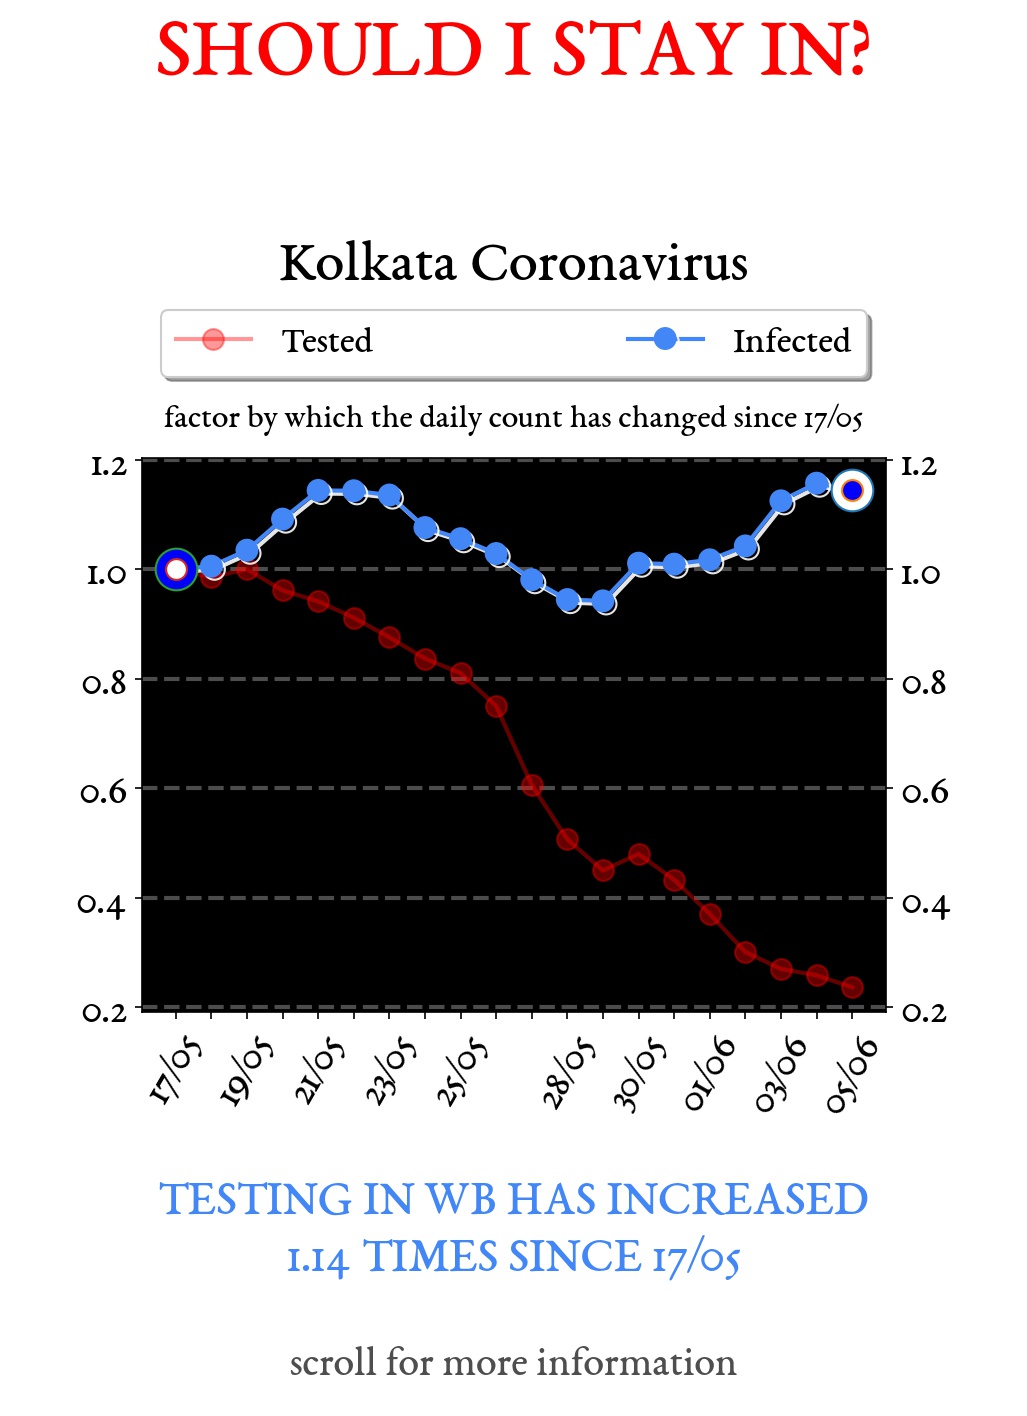 SHOULD I STAY IN?
Kolkata Coronavirus
Tested Infected
factor by which the daily count has changed since 17/05
1.2 1.2
1.0 1.0
0.8 0.8
0.6 0.6
0.4 0.4
0.2 0.2
17/05 19/05 21/05 23/05 25/05 28/05 30/05 01/06 03/06 05/06
TESTING IN WB HAS INCREASED
1.14 TIMES SINCE 17/05
scroll for more information